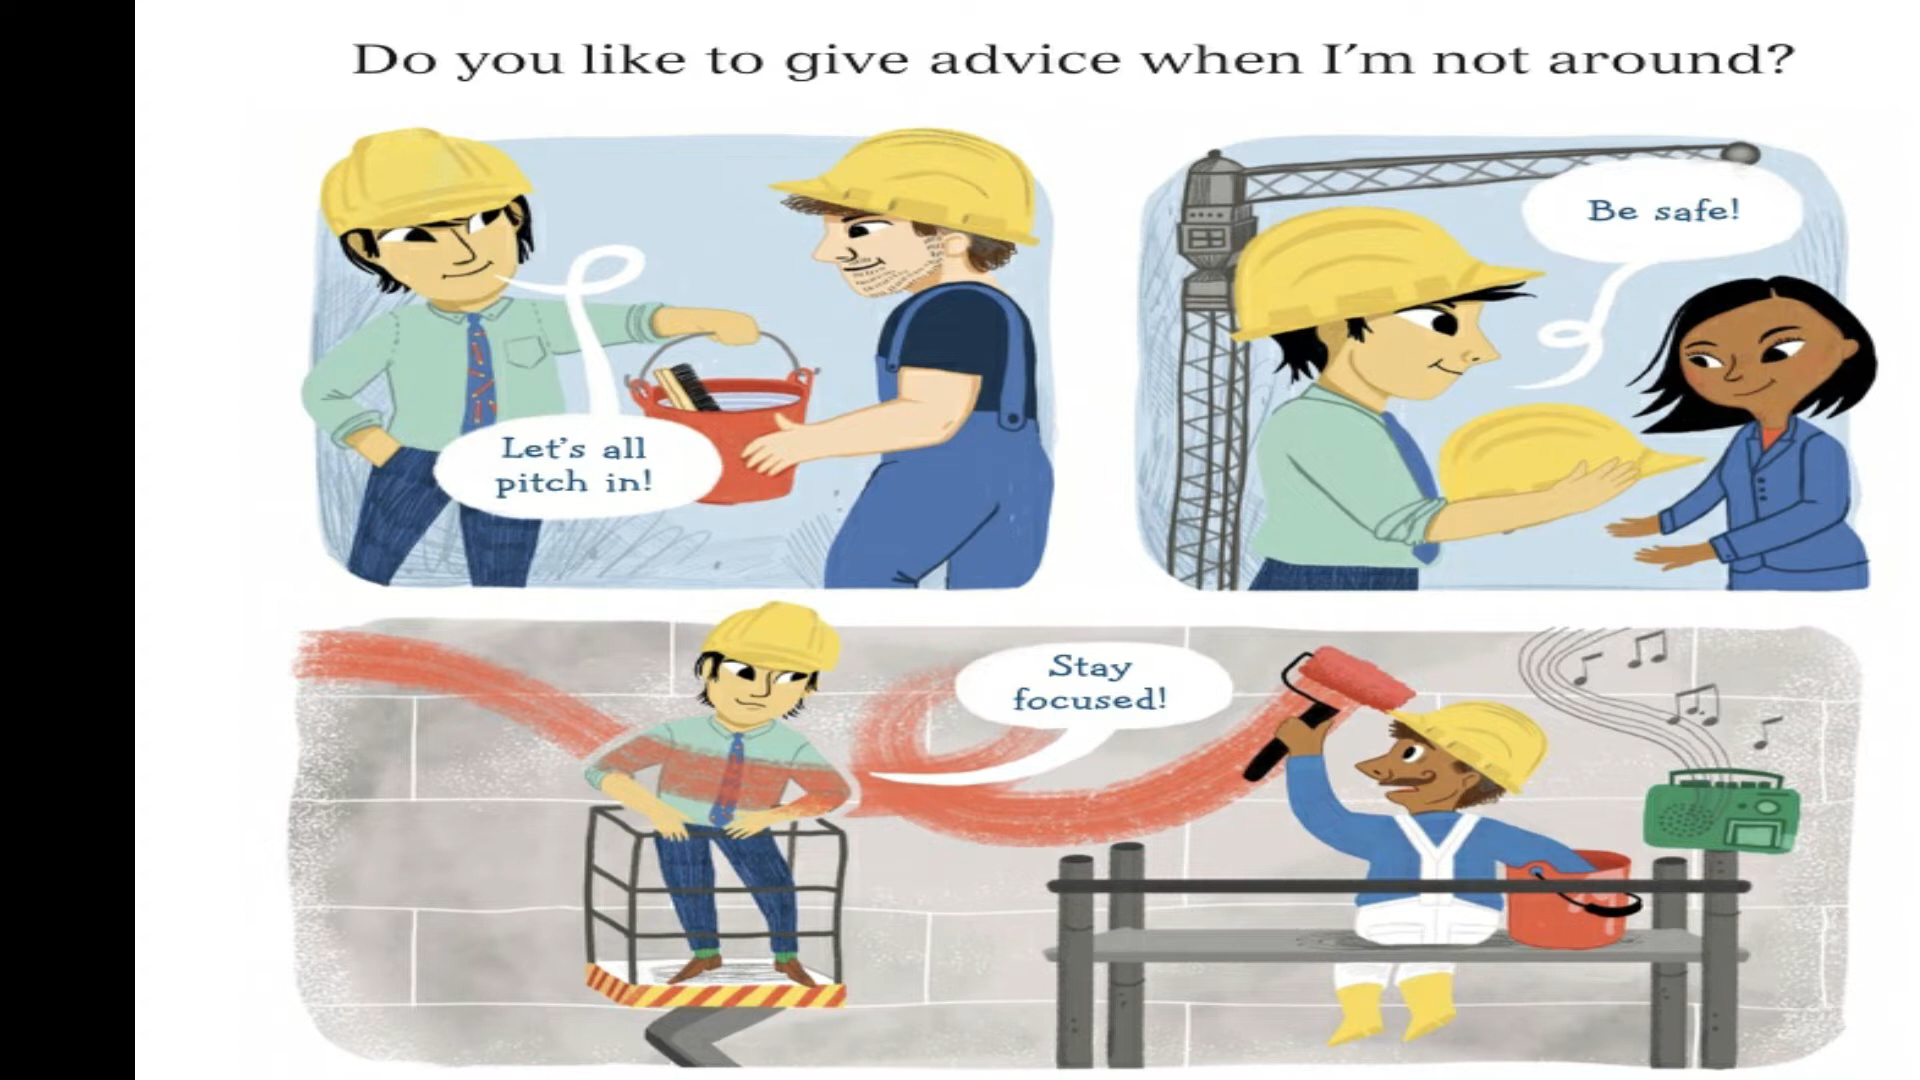 Do you like to give advice when I'm not around?
Let's all
pitch in!
Be safe!
Stay
focused!